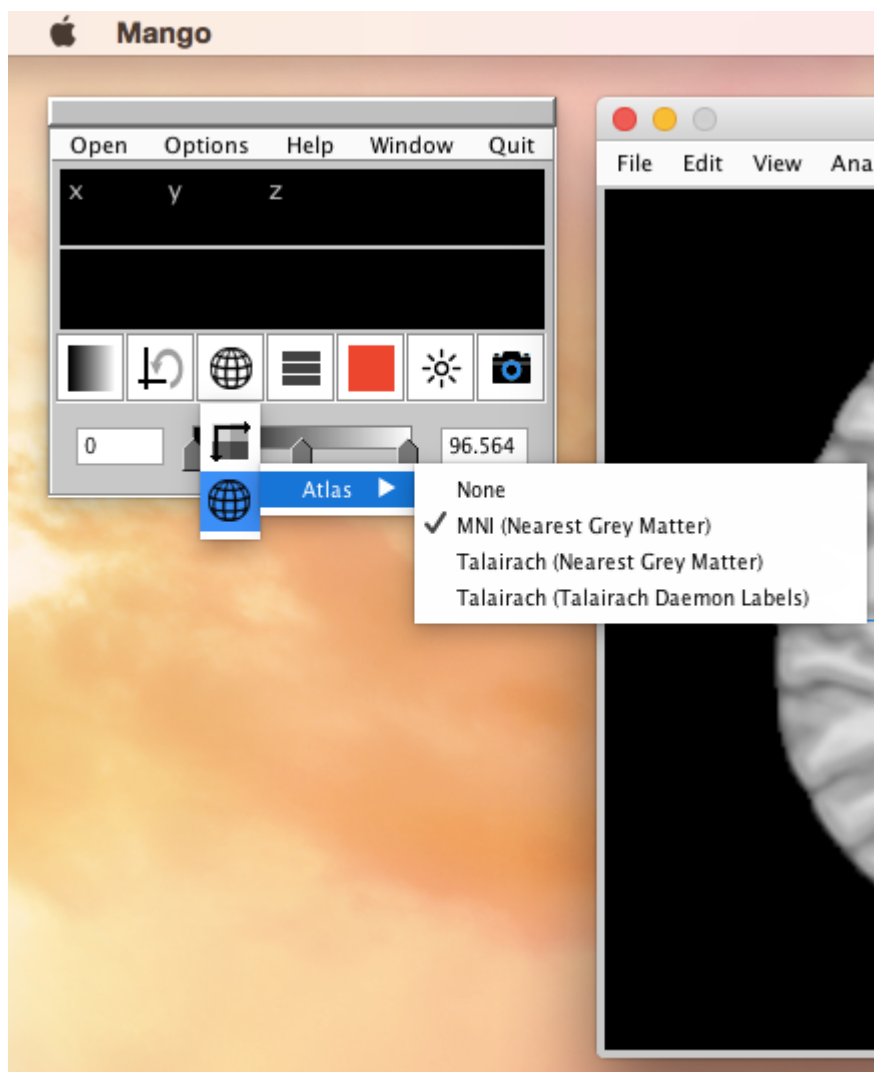 Mango
Open Options Help Window Quit
File Edit View Ana
x y z
0 96.564
Atlas
None
MNI (Nearest Grey Matter)
Talairach (Nearest Grey Matter)
Talairach (Talairach Daemon Labels)